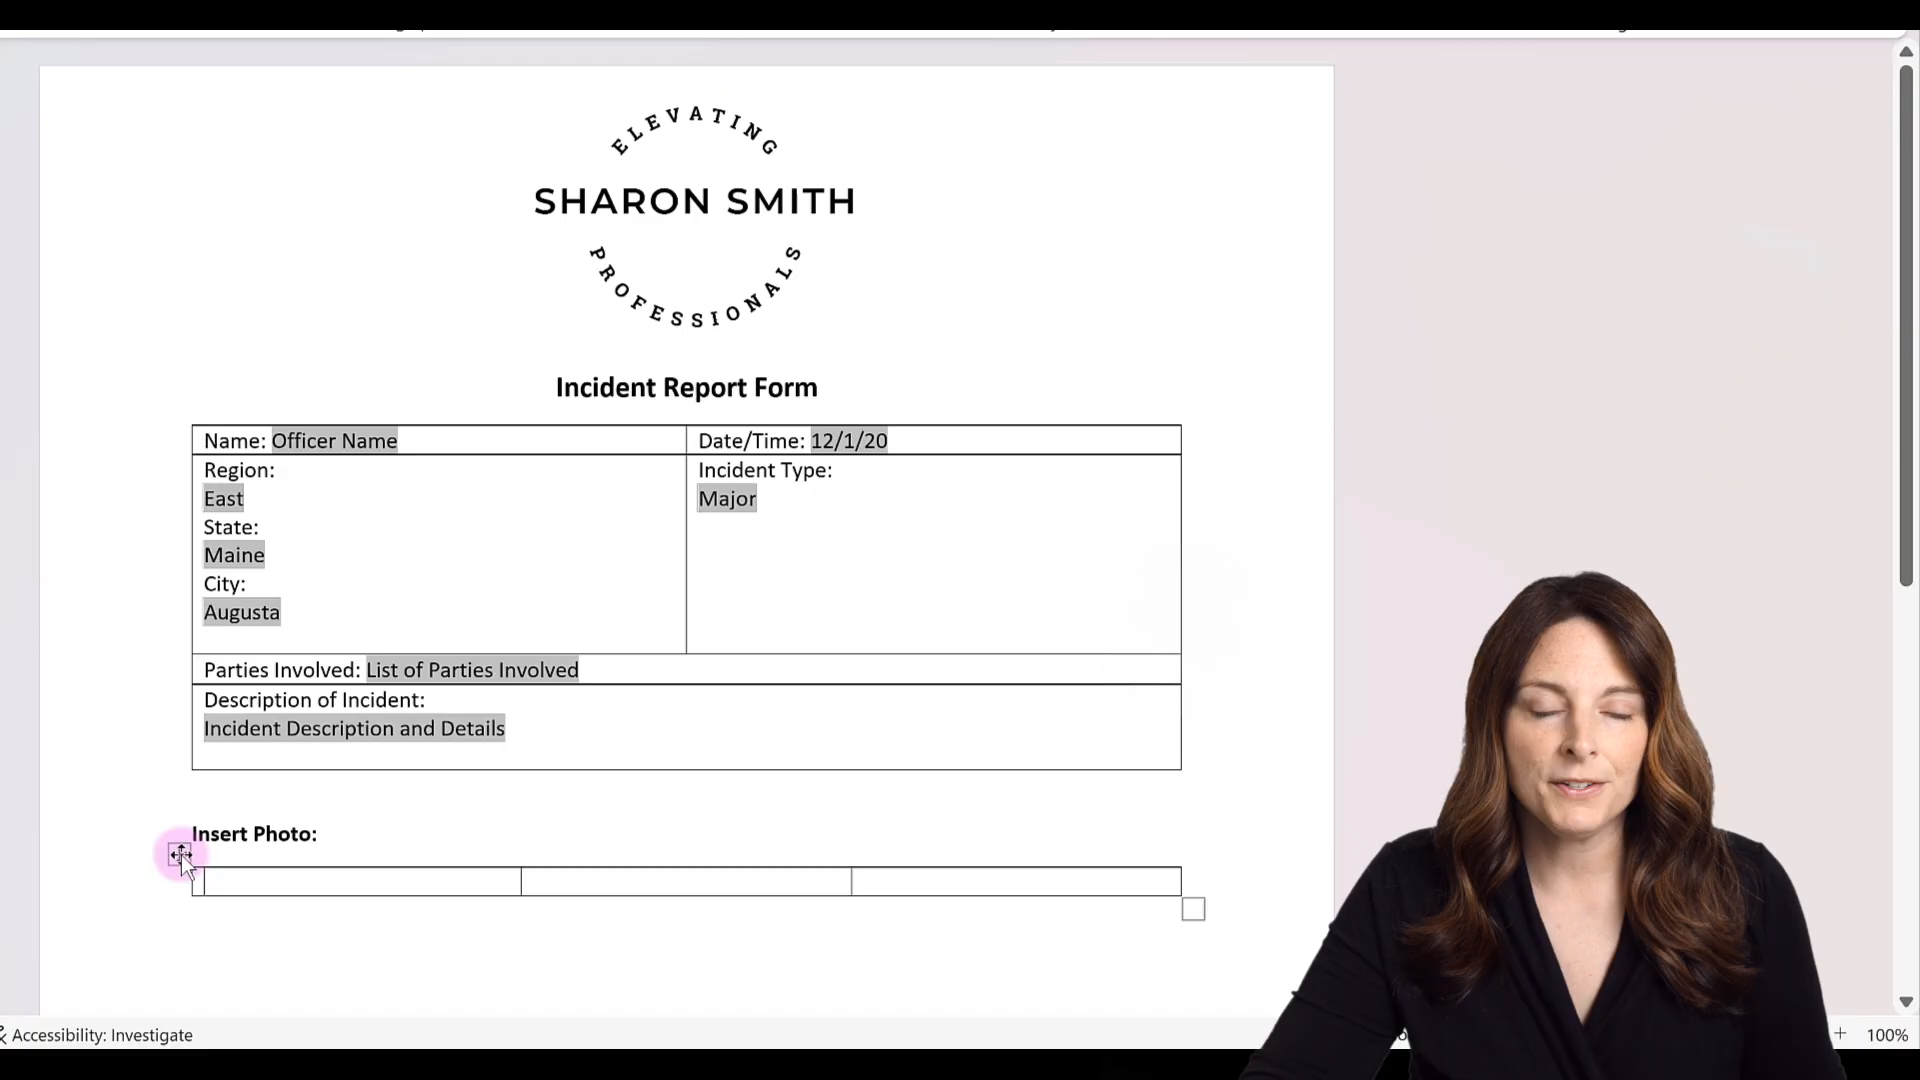 ELEVATING
SHARON SMITH
PROFESSIONALS
Incident Report Form
Name: Officer Name
Date/Time: 12/1/20
Region:
East
State:
Maine
City:
Augusta
Incident Type:
Major
Parties Involved: List of Parties Involved
Description of Incident:
Incident Description and Details
Insert Photo:
Accessibility: Investigate
100%